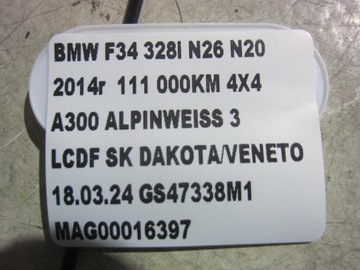 BMW F34 328i N26 N20
2014r 111 000KM 4X4
A300 ALPINWEISS 3
LCDF SK DAKOTA/VENETO
18.03.24 GS47338M1
MAG00016397